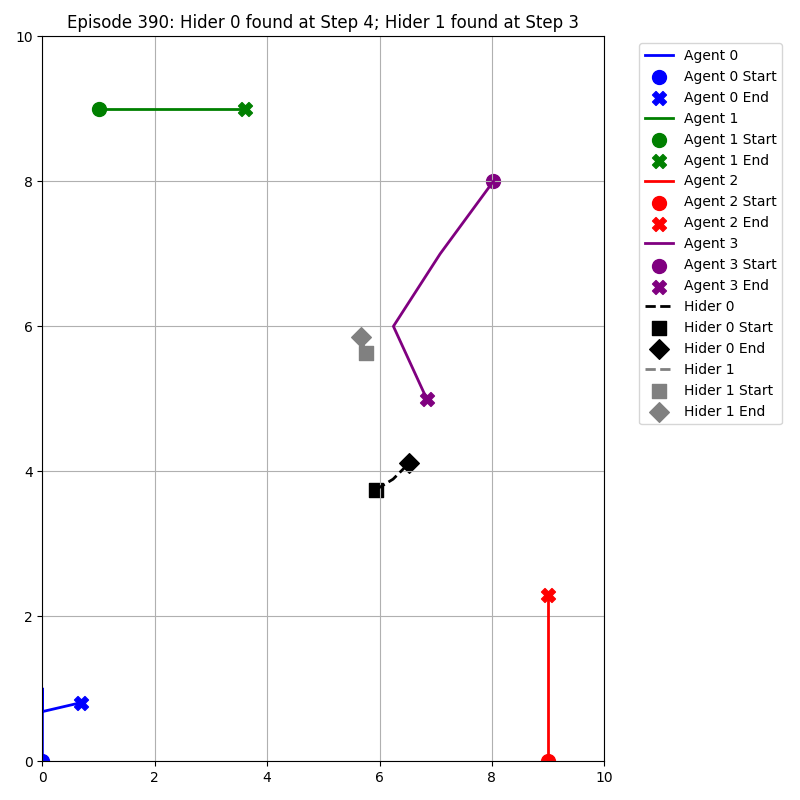 Episode 390: Hider 0 found at Step 4; Hider 1 found at Step 3
10
8
6
4
2
0
0
2
4
6
8
10
Agent 0
Agent 0 Start
Agent 0 End
Agent 1
Agent 1 Start
Agent 1 End
Agent 2
Agent 2 Start
Agent 2 End
Agent 3
Agent 3 Start
Agent 3 End
Hider 0
Hider 0 Start
Hider 0 End
Hider 1
Hider 1 Start
Hider 1 End